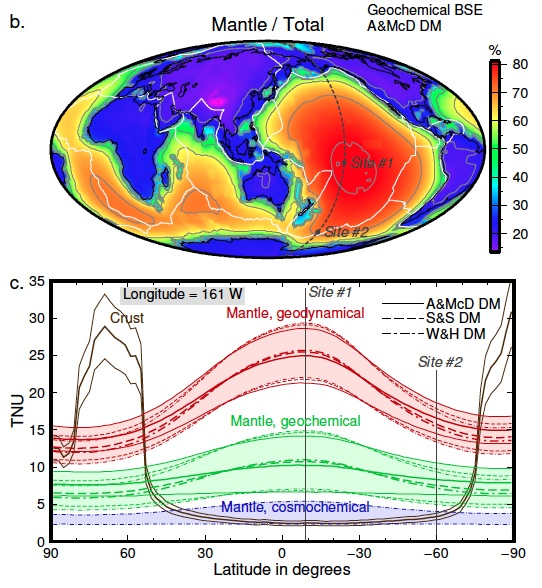 b.
Mantle / Total
Geochemical BSE
A&McD DM
%
80
70
60
50
40
30
20
Site #1
Site #2
c.
35
30
25
20
15
10
5
0
TNU
Longitude = 161 W
Site #1
Crust
Mantle, geodynamical
A&McD DM
S&S DM
W&H DM
Site #2
Mantle, geochemical
Mantle, cosmochemical
90 60 30 0 −30 −60 −90
Latitude in degrees